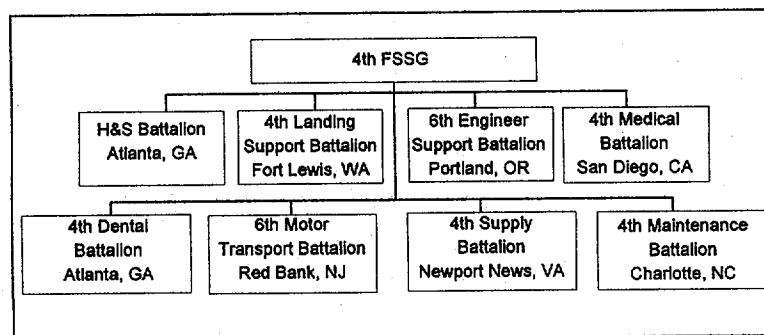 4th FSSG
H&S Battalion
Atlanta, GA
4th Landing
Support Battalion
Fort Lewis, WA
6th Engineer
Support Battalion
Portland, OR
4th Medical
Battalion
San Diego, CA
4th Dental
Battalion
Atlanta, GA
6th Motor
Transport Battalion
Red Bank, NJ
4th Supply
Battalion
Newport News, VA
4th Maintenance
Battalion
Charlotte, NC